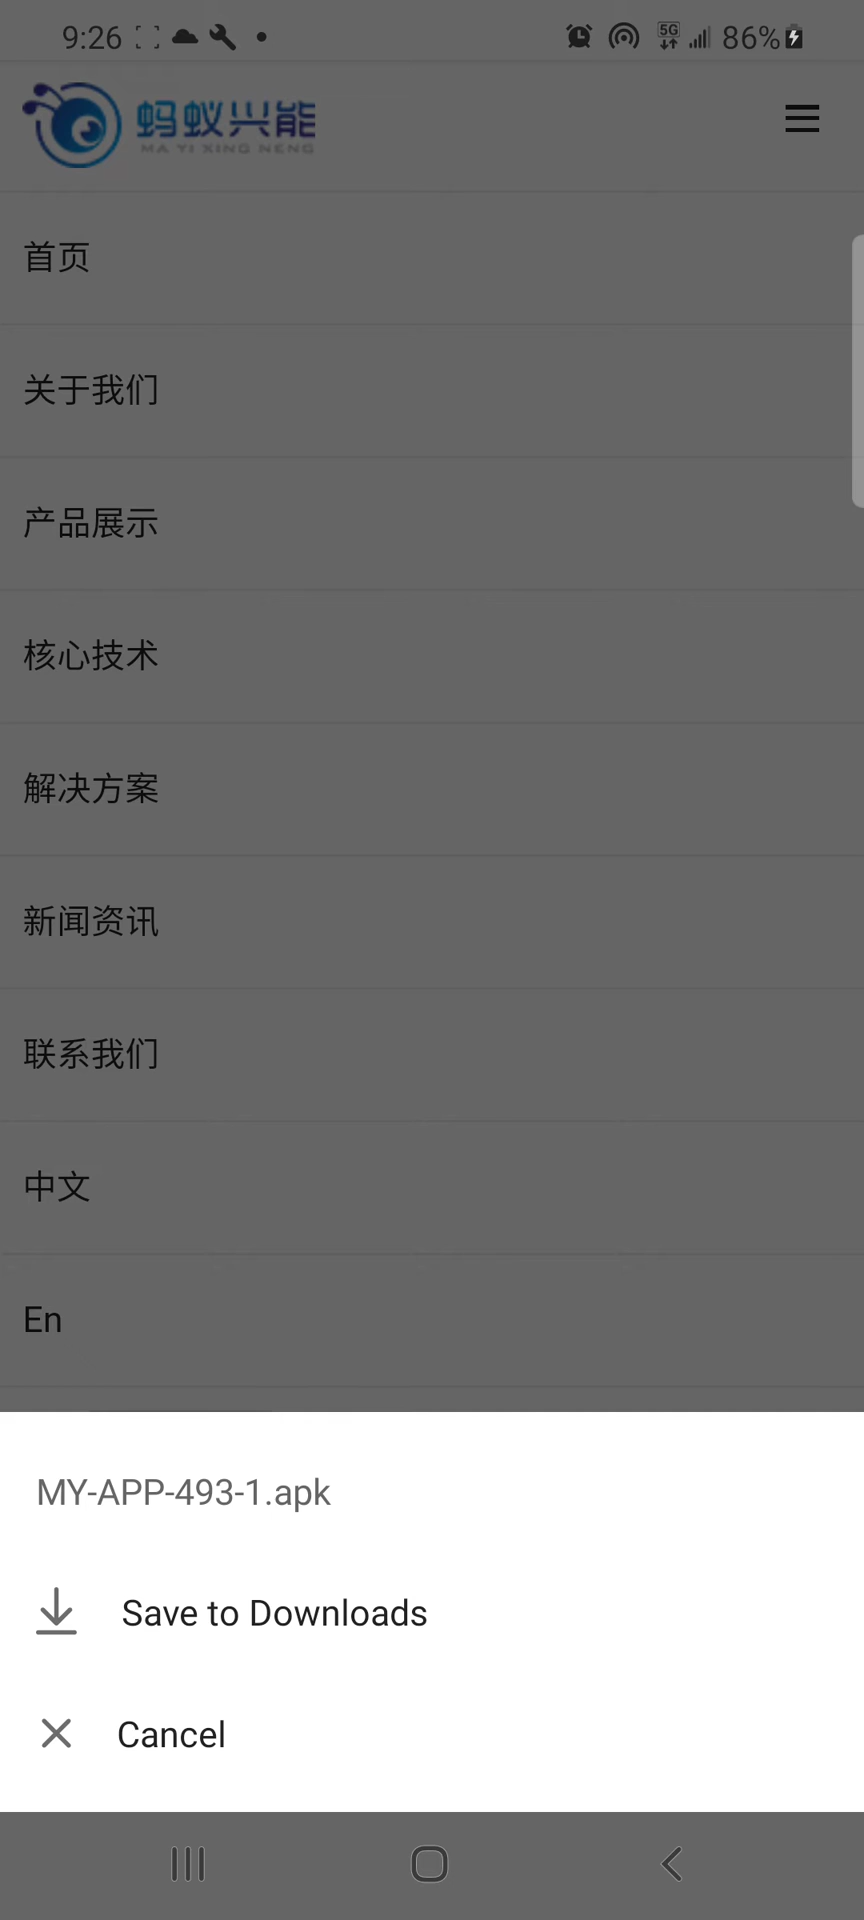 9:26
5G
86%
蚂蚁兴能
MA YI XING NENG
首页
关于我们
产品展示
核心技术
解决方案
新闻资讯
联系我们
中文
En
MY-APP-493-1.apk
Save to Downloads
Cancel